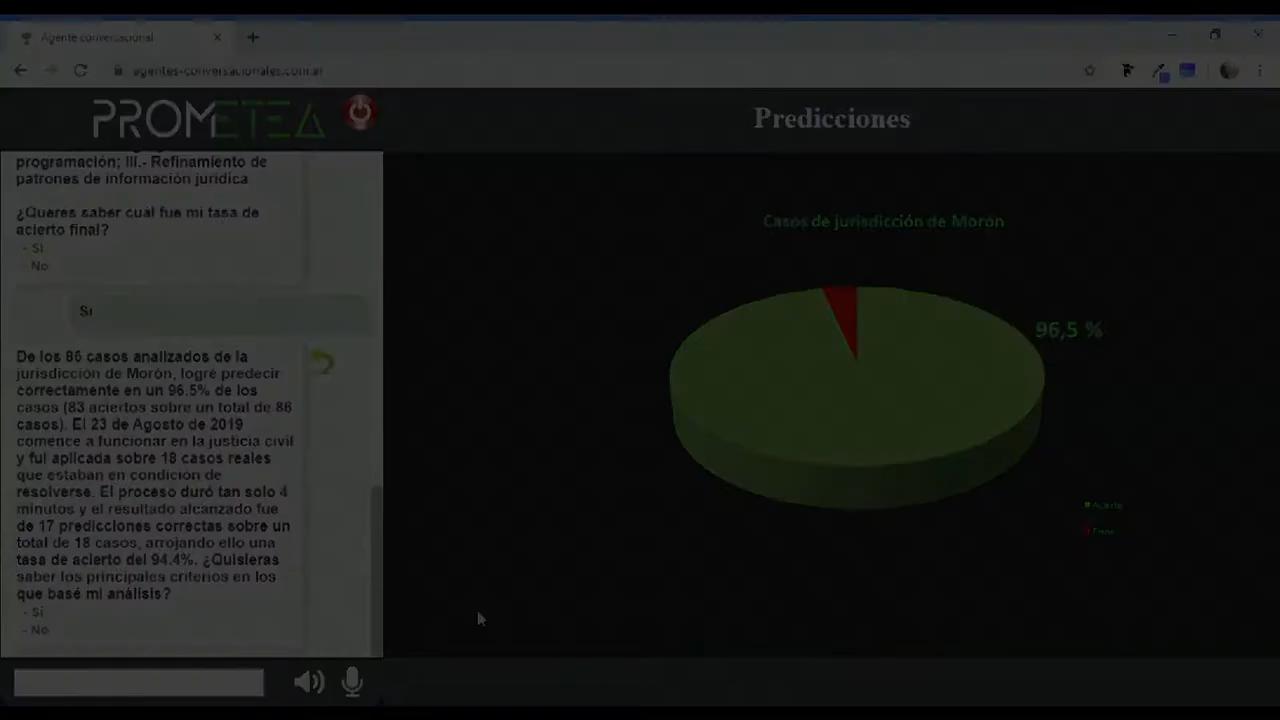 Agente conversacional
agentes-conversacionales.com.ar
PROMETEA
Predicciones
programación; III.- Refinamiento de
patrones de información jurídica
¿Queres saber cuál fue mi tasa de
acierto final?
- Si
- No
Si
De los 86 casos analizados de la
jurisdicción de Morón, logré predecir
correctamente en un 96.5% de los
casos (83 aciertos sobre un total de 86
casos). El 23 de Agosto de 2019
comencé a funcionar en la justicia civil
y fui aplicada sobre 18 casos reales
que estaban en condición de
resolverse. El proceso duró tan solo 4
minutos y el resultado alcanzado fue
de 17 predicciones correctas sobre un
total de 18 casos, arrojando ello una
tasa de acierto del 94.4%. ¿Quisieras
saber los principales criterios en los
que basé mi análisis?
- Si
- No
Casos de jurisdicción de Morón
96,5 %
Acierto
Error